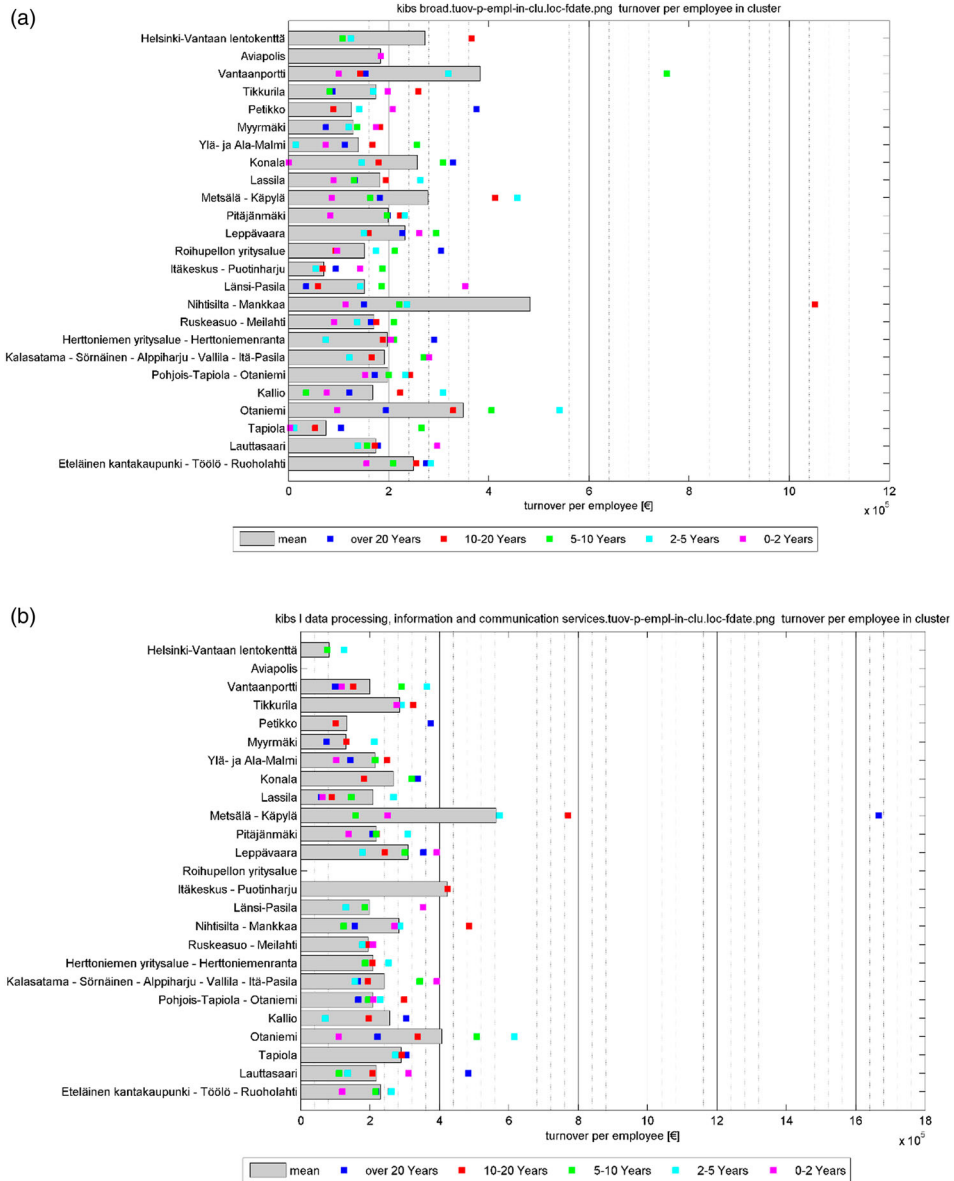 (a)
kibs broad.tuov-p-empl-in-clu.loc-fdate.png turnover per employee in cluster
Helsinki-Vantaan lentokenttä
Aviapolis
Vantaanportti
Tikkurila
Petikko
Myyrmäki
Ylä- ja Ala-Malmi
Konala
Lassila
Metsälä - Käpylä
Pitäjänmäki
Leppävaara
Roihupellon yritysalue
Itäkeskus - Puotinharju
Länsi-Pasila
Nihtisilta - Mankkaa
Ruskeasuo - Meilahti
Herttoniemen yritysalue - Herttoniemenranta
Kalasatama - Sörnäinen - Alppiharju - Vallila - Itä-Pasila
Pohjois-Tapiola - Otaniemi
Kallio
Otaniemi
Tapiola
Lauttasaari
Eteläinen kantakaupunki - Töölö - Ruoholahti
0 2 4 6 8 10 12
turnover per employee [€]
x 10^5
mean over 20 Years 10-20 Years 5-10 Years 2-5 Years 0-2 Years
(b)
kibs I data processing, information and communication services.tuov-p-empl-in-clu.loc-fdate.png turnover per employee in cluster
Helsinki-Vantaan lentokenttä
Aviapolis
Vantaanportti
Tikkurila
Petikko
Myyrmäki
Ylä- ja Ala-Malmi
Konala
Lassila
Metsälä - Käpylä
Pitäjänmäki
Leppävaara
Roihupellon yritysalue
Itäkeskus - Puotinharju
Länsi-Pasila
Nihtisilta - Mankkaa
Ruskeasuo - Meilahti
Herttoniemen yritysalue - Herttoniemenranta
Kalasatama - Sörnäinen - Alppiharju - Vallila - Itä-Pasila
Pohjois-Tapiola - Otaniemi
Kallio
Otaniemi
Tapiola
Lauttasaari
Eteläinen kantakaupunki - Töölö - Ruoholahti
0 2 4 6 8 10 12 14 16 18
turnover per employee [€]
x 10^5
mean over 20 Years 10-20 Years 5-10 Years 2-5 Years 0-2 Years